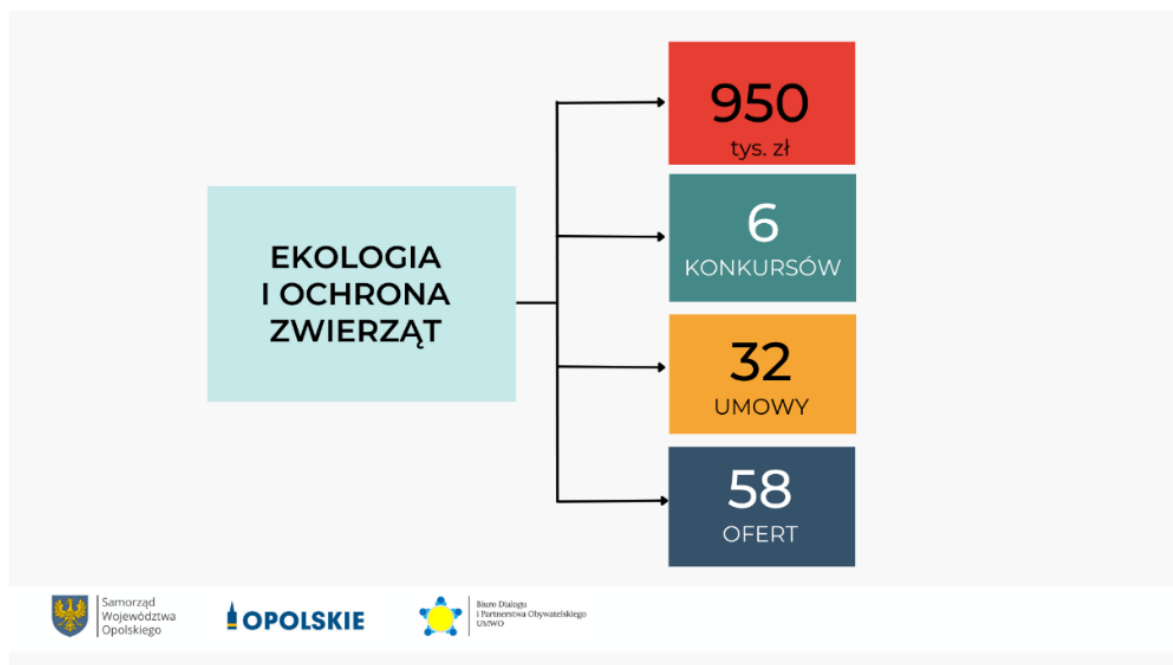 EKOLOGIA
I OCHRONA
ZWIERZĄT
950
tys. zł
6
KONKURSÓW
32
UMOWY
58
OFERT
Samorząd
Województwa
Opolskiego
OPOLSKIE
Biuro Dialogu
i Partnerstwa Obywatelskiego
UMWO